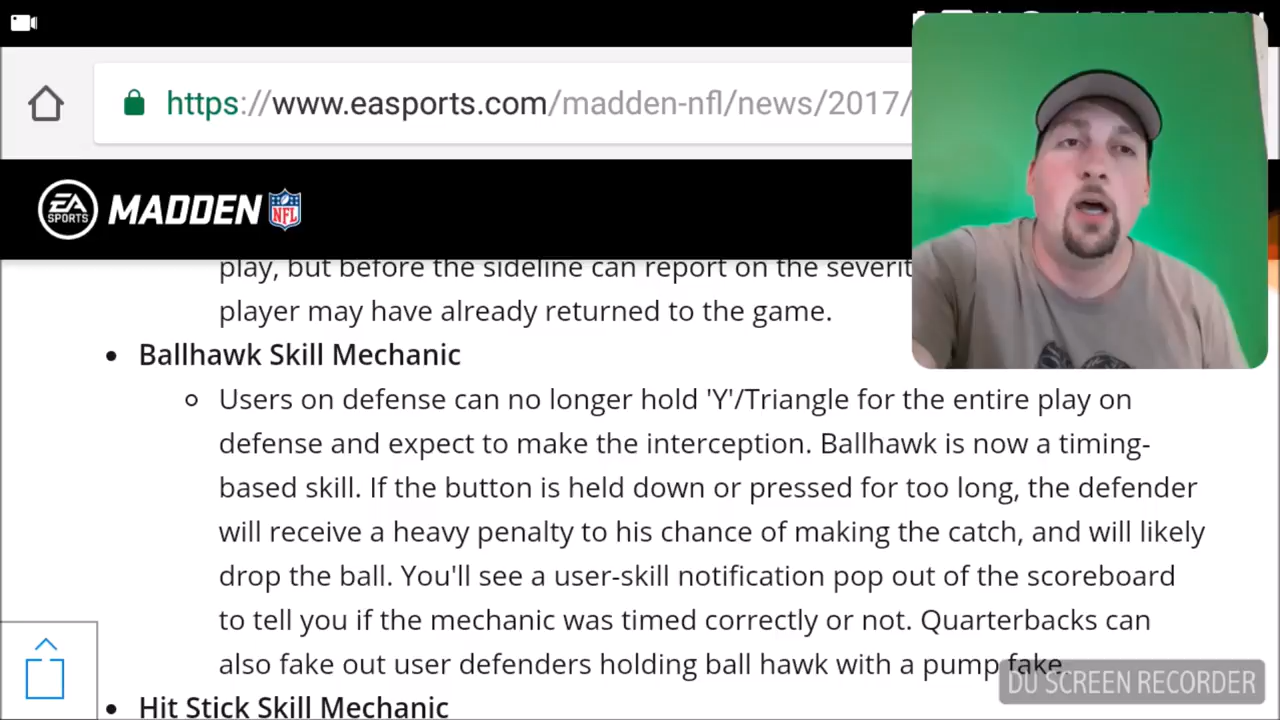 https://www.easports.com/madden-nfl/news/2017/
EA
SPORTS
MADDEN
NFL
play, but before the sideline can report on the severit
player may have already returned to the game.
• Ballhawk Skill Mechanic
Users on defense can no longer hold 'Y'/Triangle for the entire play on
defense and expect to make the interception. Ballhawk is now a timing-
based skill. If the button is held down or pressed for too long, the defender
will receive a heavy penalty to his chance of making the catch, and will likely
drop the ball. You'll see a user-skill notification pop out of the scoreboard
to tell you if the mechanic was timed correctly or not. Quarterbacks can
also fake out user defenders holding ball hawk with a pump fake
DU SCREEN RECORDER
• Hit Stick Skill Mechanic